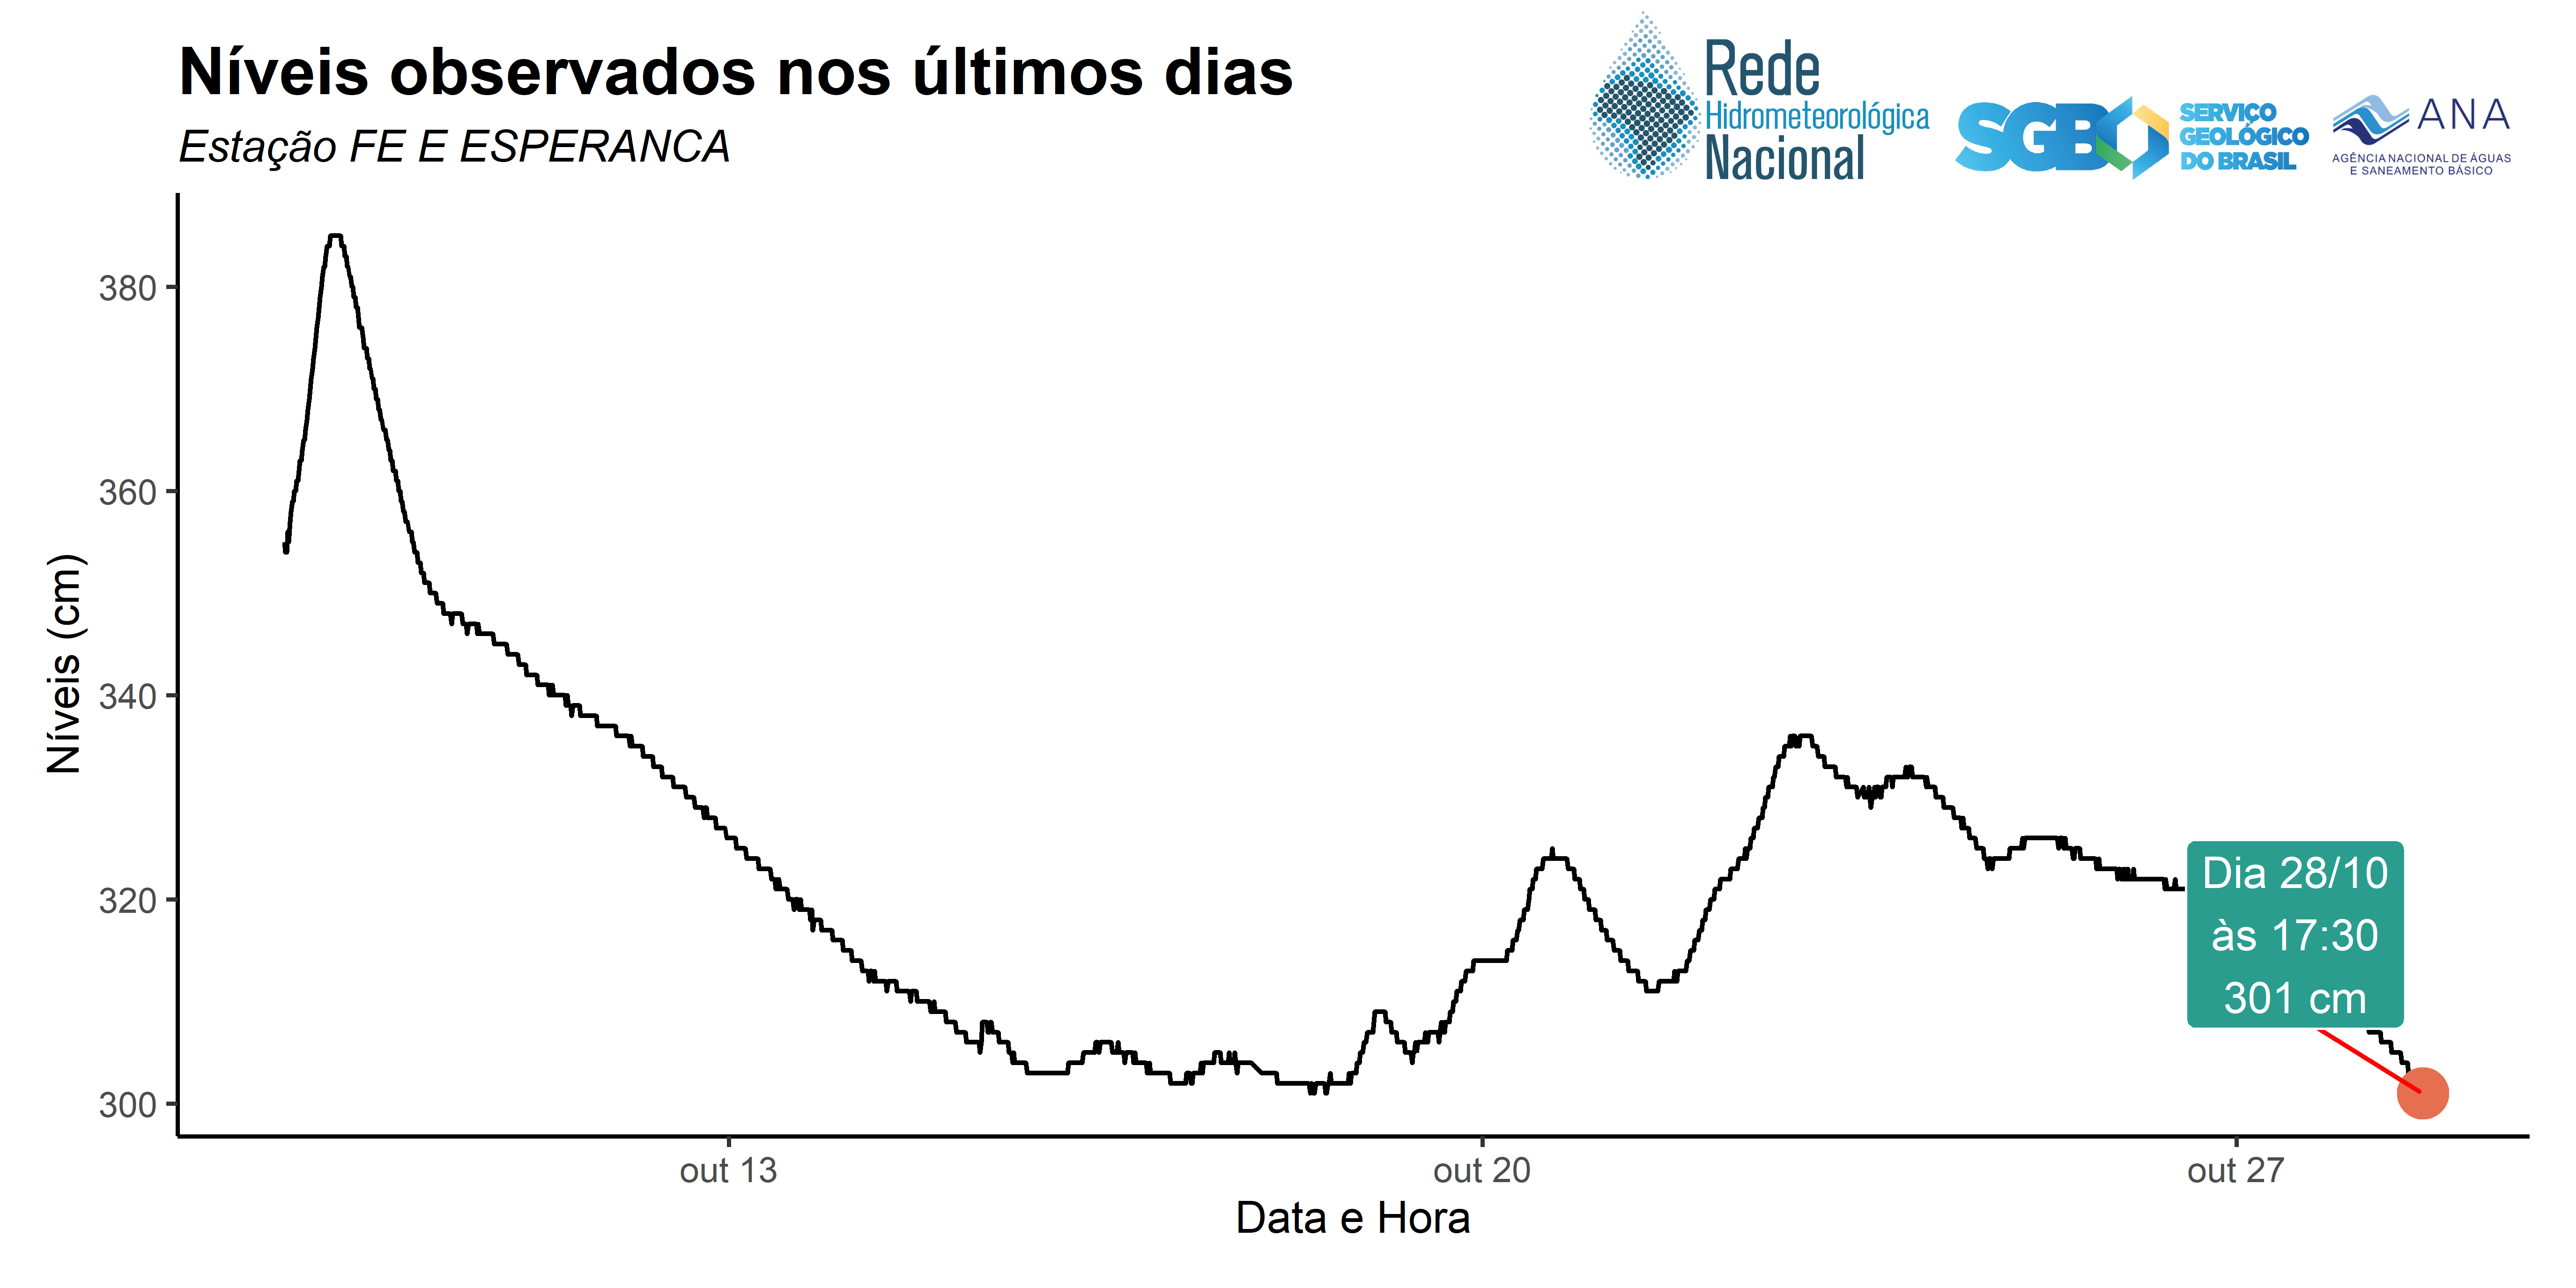 Níveis observados nos últimos dias
Estação FE E ESPERANCA
Rede
Hidrometeorológica
Nacional
SGB
SERVIÇO
GEOLÓGICO
DO BRASIL
ANA
AGÊNCIA NACIONAL DE ÁGUAS
E SANEAMENTO BÁSICO
Níveis (cm)
380
360
340
320
300
Dia 28/10
às 17:30
301 cm
out 13
out 20
out 27
Data e Hora